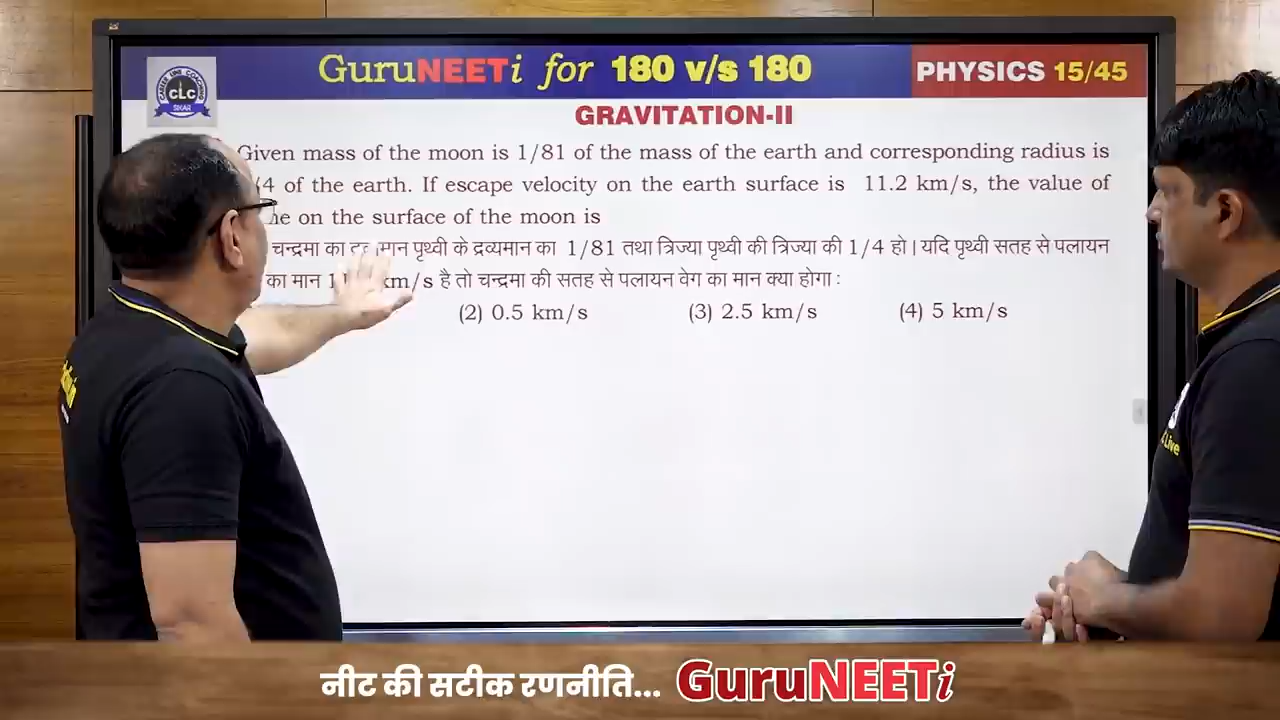 GuruNEETi for 180 v/s 180
PHYSICS 15/45
CLC
SIKAR
GRAVITATION-II
Given mass of the moon is 1/81 of the mass of the earth and corresponding radius is
/4 of the earth. If escape velocity on the earth surface is 11.2 km/s, the value of
on the surface of the moon is
चन्द्रमा का पृथ्वी के द्रव्यमान का 1/81 तथा त्रिज्या पृथ्वी की त्रिज्या की 1/4 हो। यदि पृथ्वी सतह से पलायन
का मान km/s है तो चन्द्रमा की सतह से पलायन वेग का मान क्या होगा :
(2) 0.5 km/s (3) 2.5 km/s (4) 5 km/s
Live
नीट की सटीक रणनीति... GuruNEETi